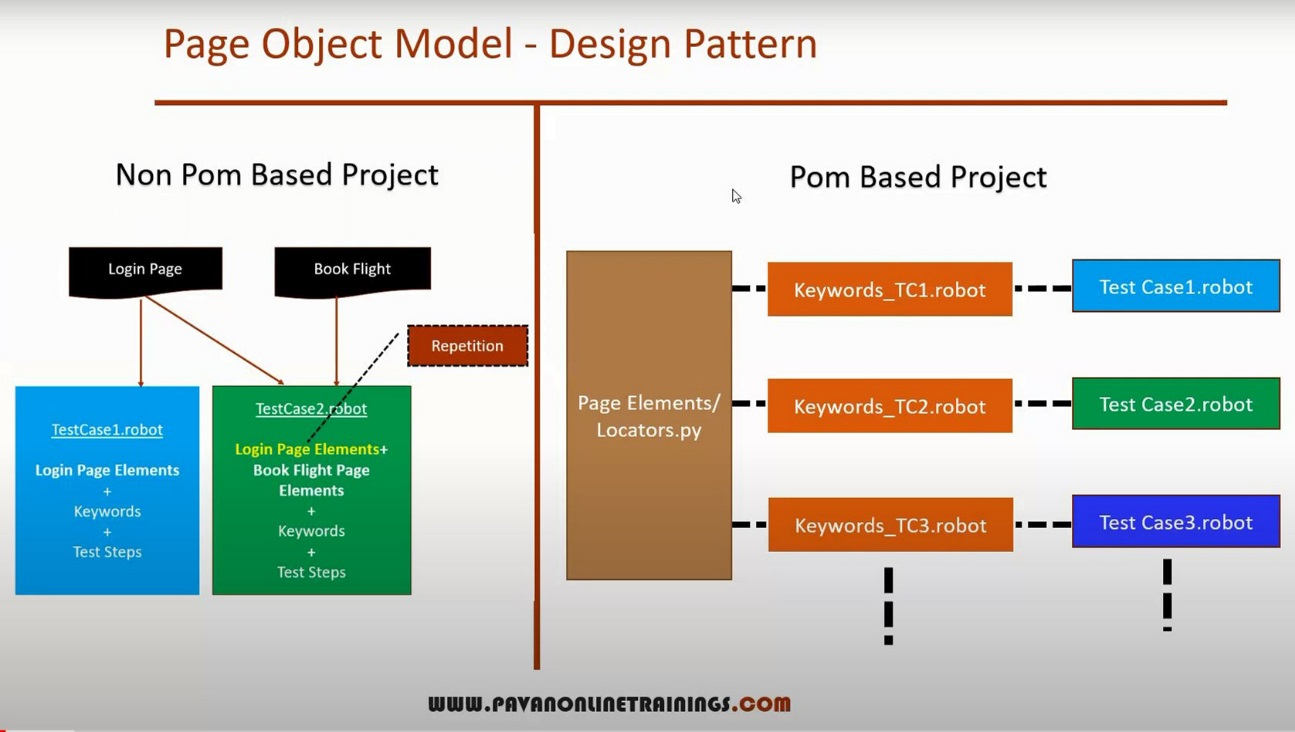 Page Object Model - Design Pattern
Non Pom Based Project
Login Page
Book Flight
Repetition
TestCase1.robot
Login Page Elements
+
Keywords
+
Test Steps
TestCase2.robot
Login Page Elements+
Book Flight Page
Elements
+
Keywords
+
Test Steps
Pom Based Project
Page Elements/
Locators.py
Keywords_TC1.robot
Test Case1.robot
Keywords_TC2.robot
Test Case2.robot
Keywords_TC3.robot
Test Case3.robot
WWW.PAVANONLINETRAININGS.COM